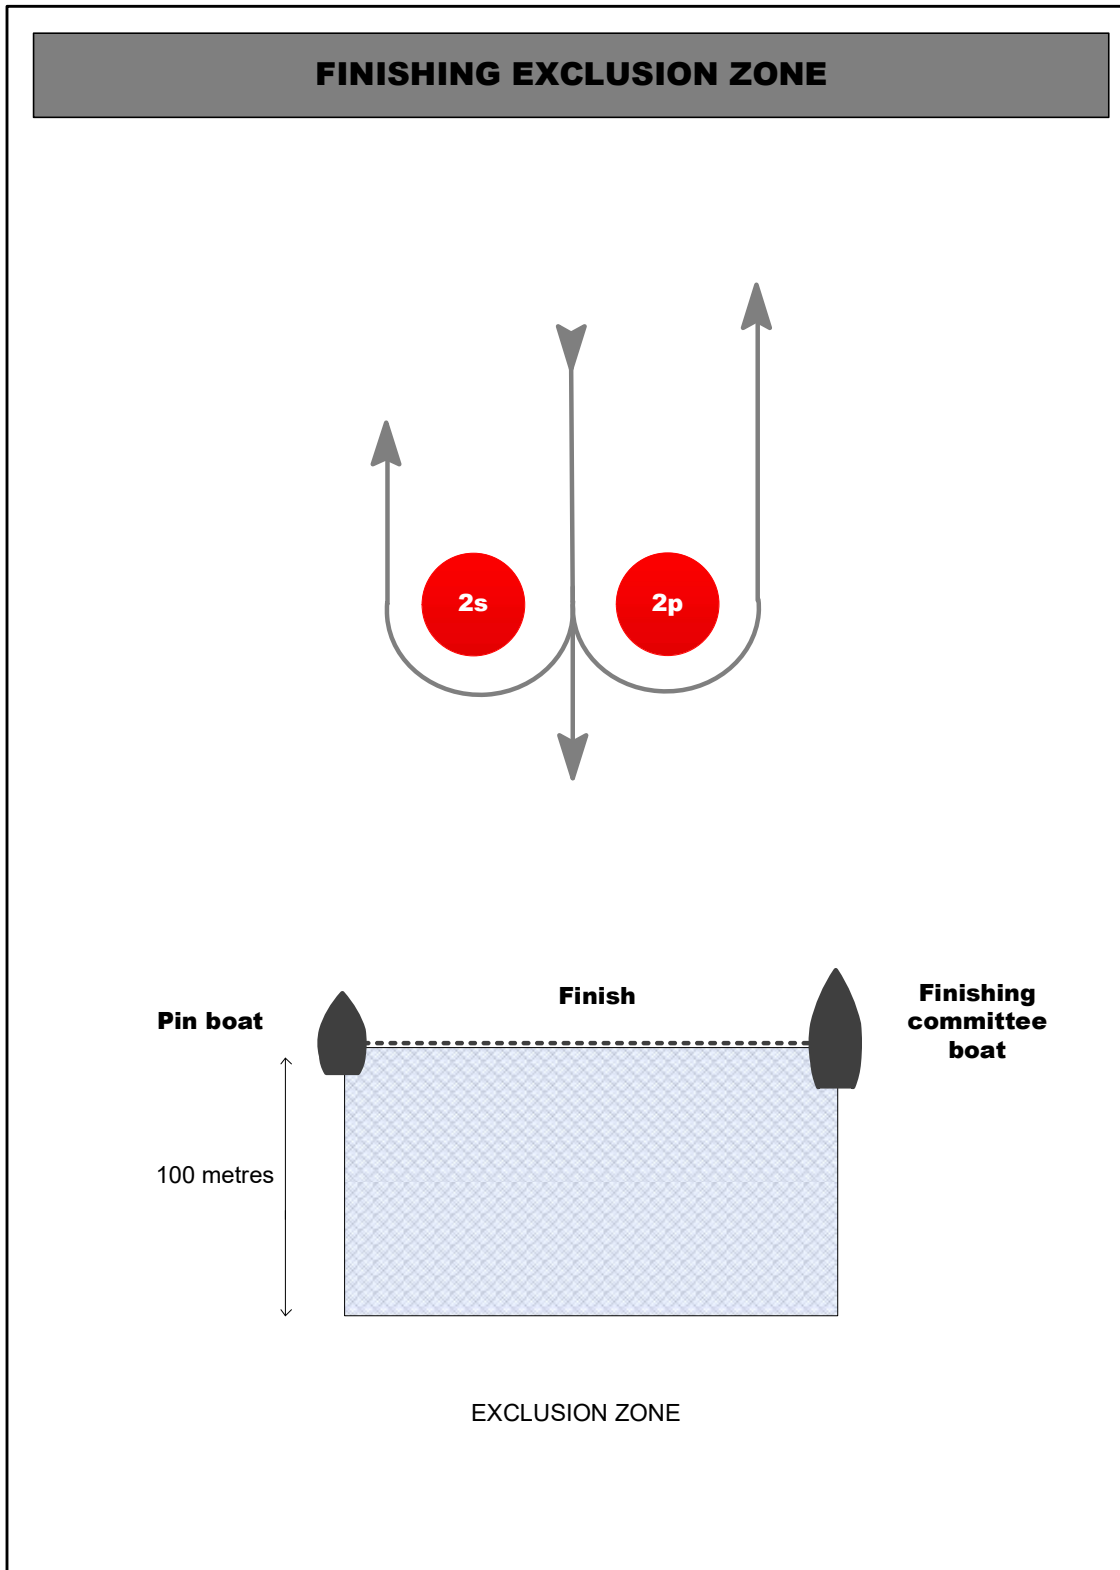 FINISHING EXCLUSION ZONE
2s
2p
Finish
Pin boat
Finishing
committee
boat
100 metres
EXCLUSION ZONE